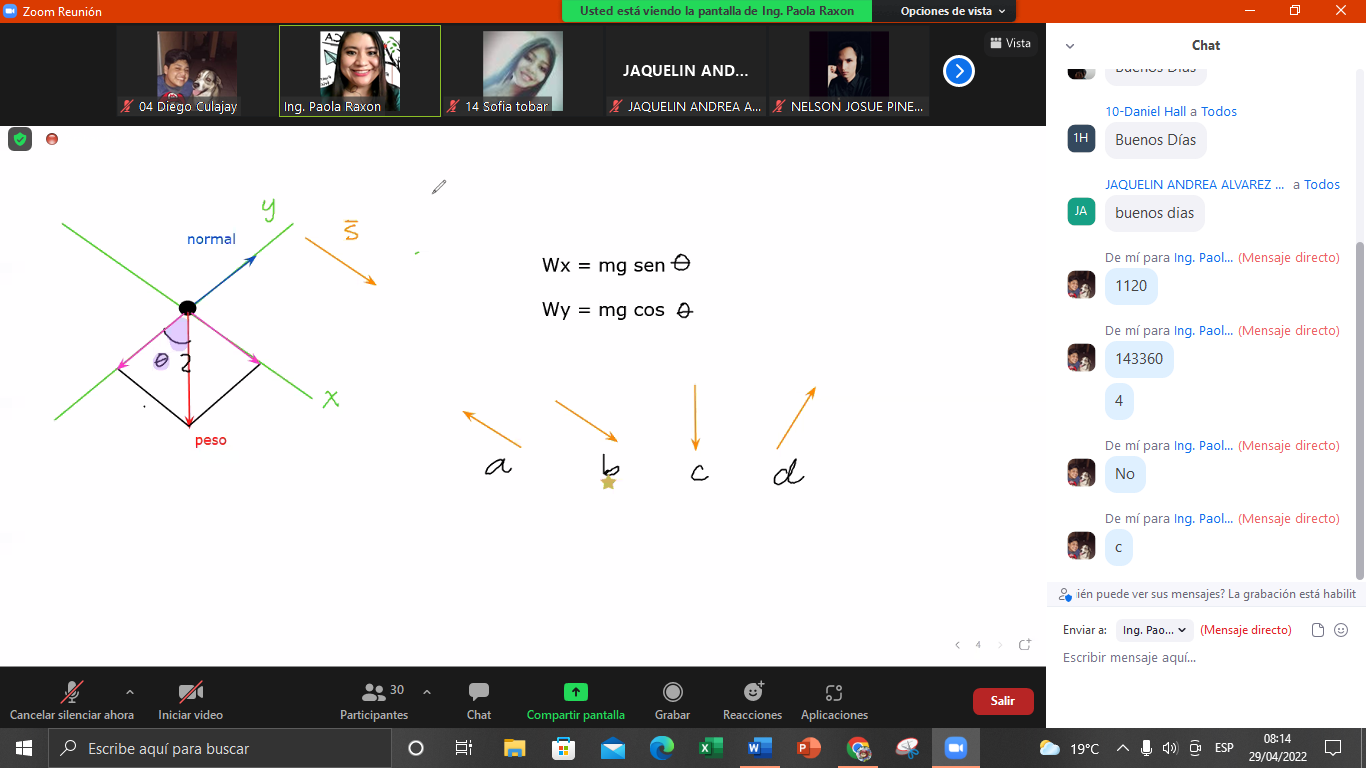 Zoom Reunión
Usted está viendo la pantalla de Ing. Paola Raxon
Opciones de vista
04 Diego Culajay
Ing. Paola Raxon
14 Sofia tobar
JAQUELIN AND...
JAQUELIN ANDREA A...
NELSON JOSUE PINE...
Vista
y
normal
s̄
x
θ
2
peso
Wx = mg sen θ
Wy = mg cos θ
a
b
c
d
4
Chat
Buenos Días
10-Daniel Hall a Todos
1H
Buenos Días
JAQUELIN ANDREA ALVAREZ ... a Todos
JA
buenos dias
De mí para Ing. Paol... (Mensaje directo)
1120
De mí para Ing. Paol... (Mensaje directo)
143360
4
De mí para Ing. Paol... (Mensaje directo)
No
De mí para Ing. Paol... (Mensaje directo)
c
ién puede ver sus mensajes? La grabación está habilit
Enviar a: Ing. Pao... (Mensaje directo)
Escribir mensaje aquí...
Cancelar silenciar ahora
Iniciar video
30
Participantes
Chat
Compartir pantalla
Grabar
Reacciones
Aplicaciones
Salir
Escribe aquí para buscar
19°C
ESP
08:14
29/04/2022